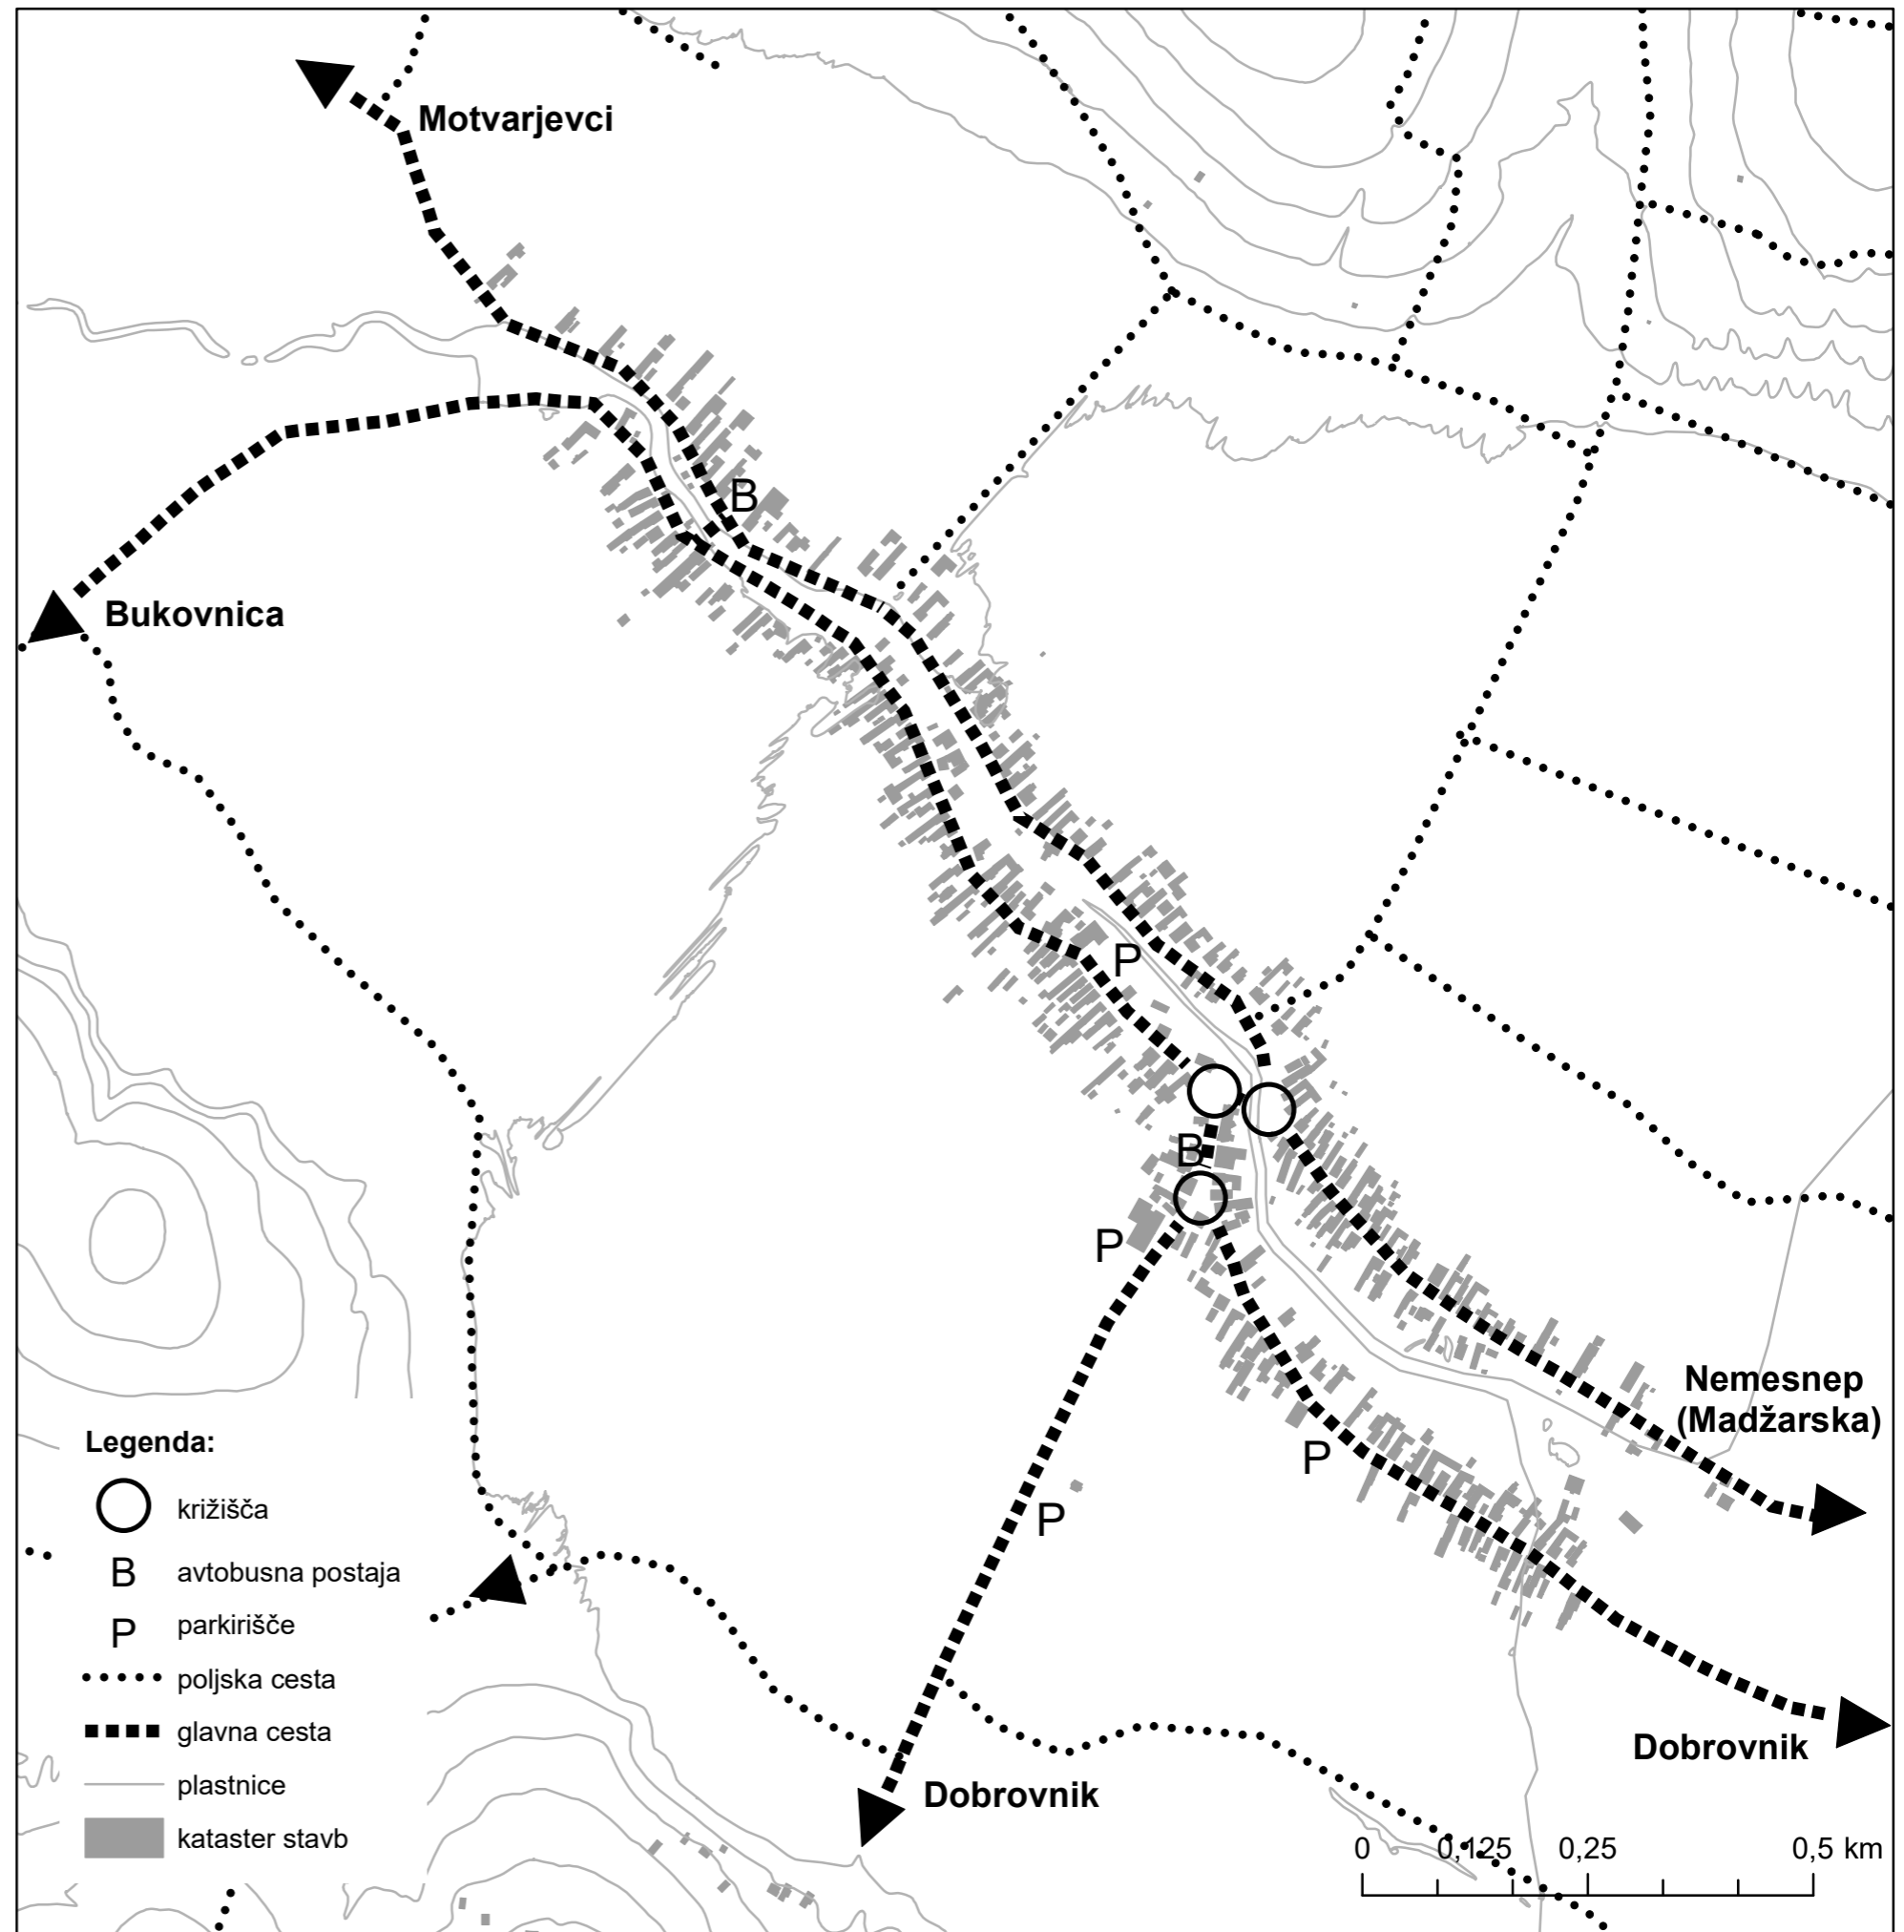 Motvarjevci
B
Bukovnica
P
B
P
Nemesnep
(Madžarska)
P
P
Legenda:
križišča
B avtobusna postaja
P parkirišče
poljska cesta
glavna cesta
plastnice
kataster stavb
Dobrovnik
Dobrovnik
0 0,125 0,25 0,5 km